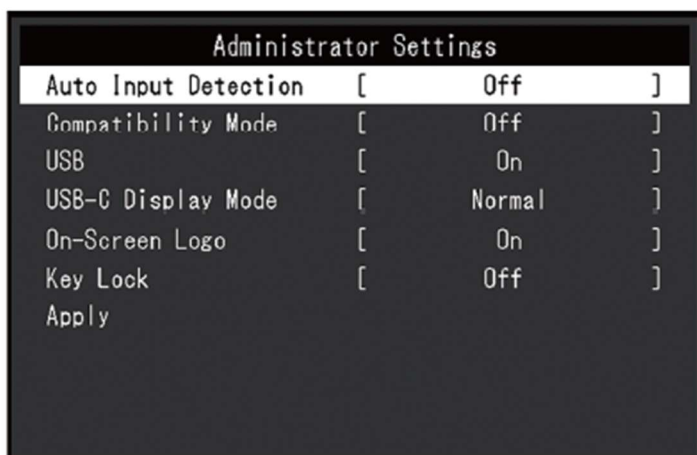 Administrator Settings
Auto Input Detection [ Off ]
Compatibility Mode [ Off ]
USB [ On ]
USB-C Display Mode [ Normal ]
On-Screen Logo [ On ]
Key Lock [ Off ]
Apply